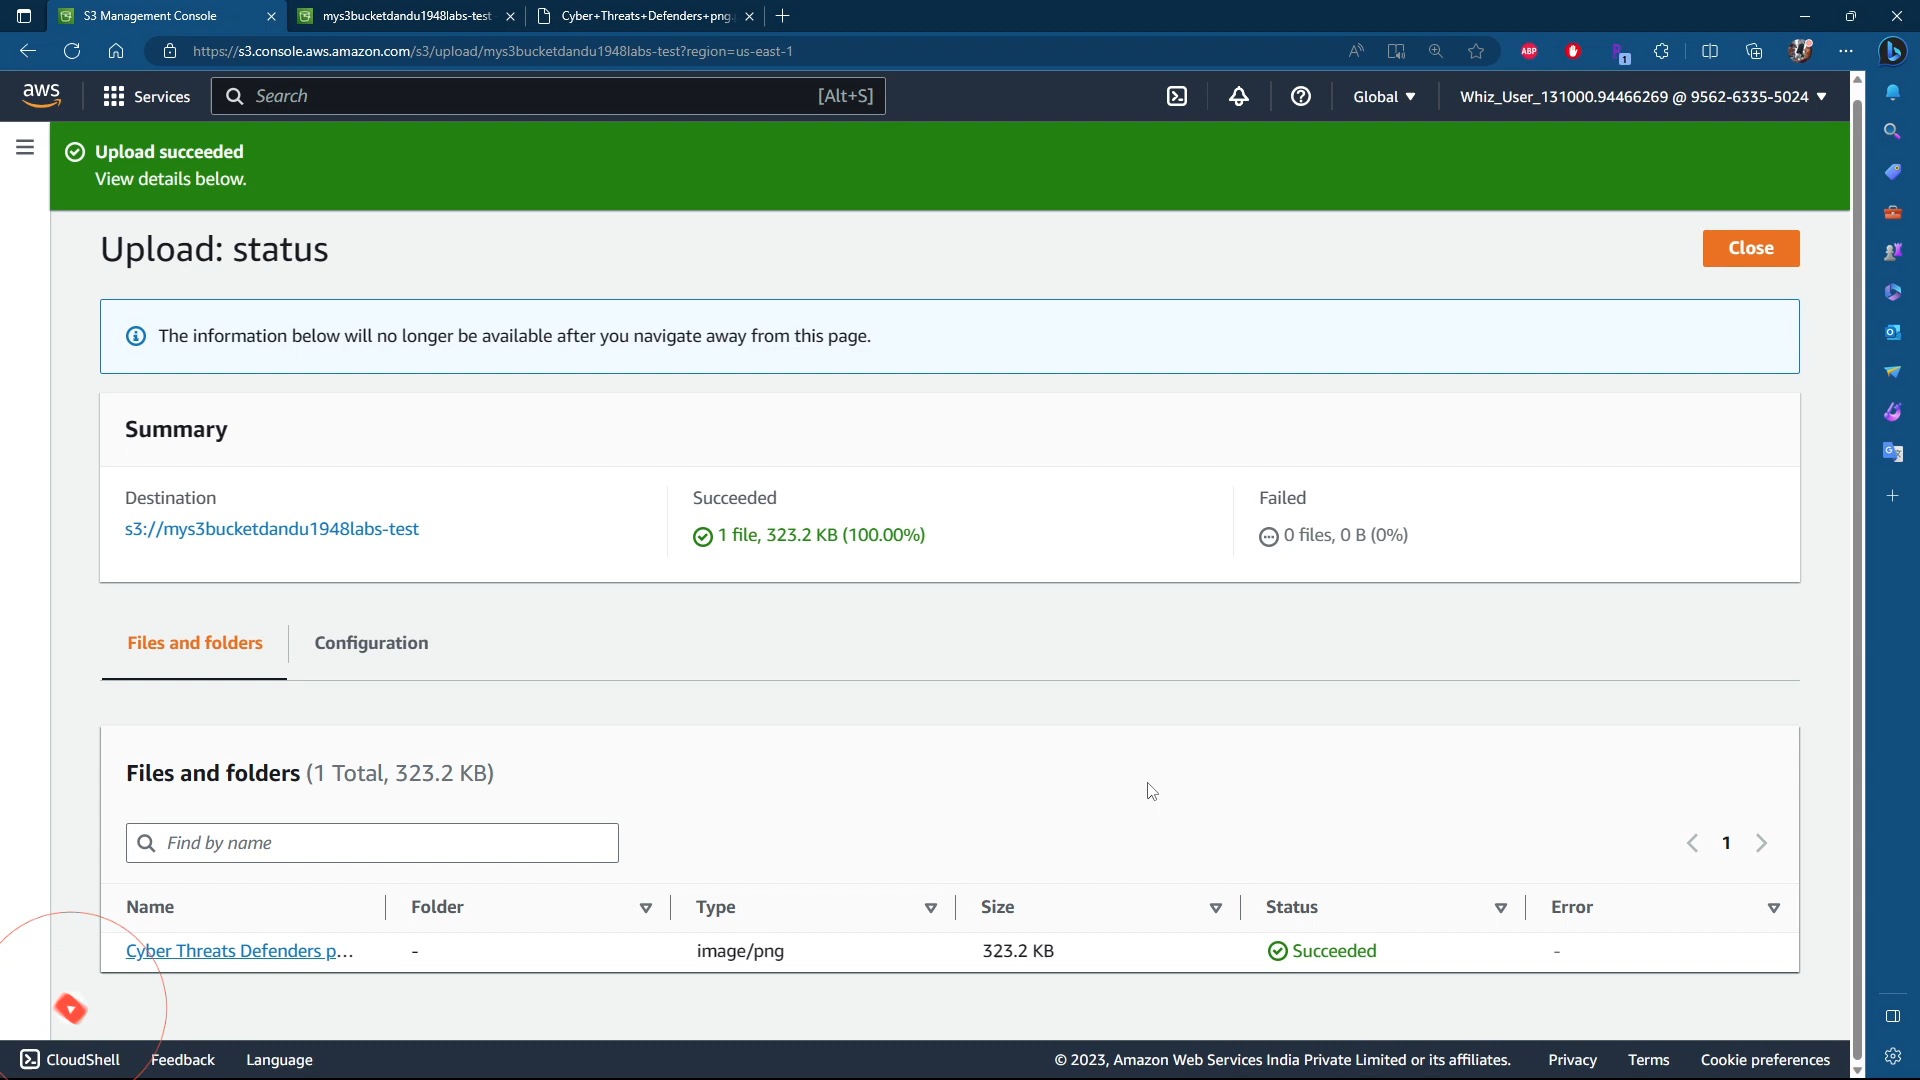 S3 Management Console
mys3bucketdandu1948labs-test
Cyber+Threats+Defenders+png.
https://s3.console.aws.amazon.com/s3/upload/mys3bucketdandu1948labs-test?region=us-east-1
ABP
1
aws
Services
Search
[Alt+S]
Global
Whiz_User_131000.94466269 @ 9562-6335-5024
Upload succeeded
View details below.
Upload: status
Close
The information below will no longer be available after you navigate away from this page.
Summary
Destination
s3://mys3bucketdandu1948labs-test
Succeeded
1 file, 323.2 KB (100.00%)
Failed
0 files, 0 B (0%)
Files and folders
Configuration
Files and folders (1 Total, 323.2 KB)
Find by name
1
Name
Folder
Type
Size
Status
Error
Cyber Threats Defenders p...
-
image/png
323.2 KB
Succeeded
-
CloudShell
Feedback
Language
© 2023, Amazon Web Services India Private Limited or its affiliates.
Privacy
Terms
Cookie preferences